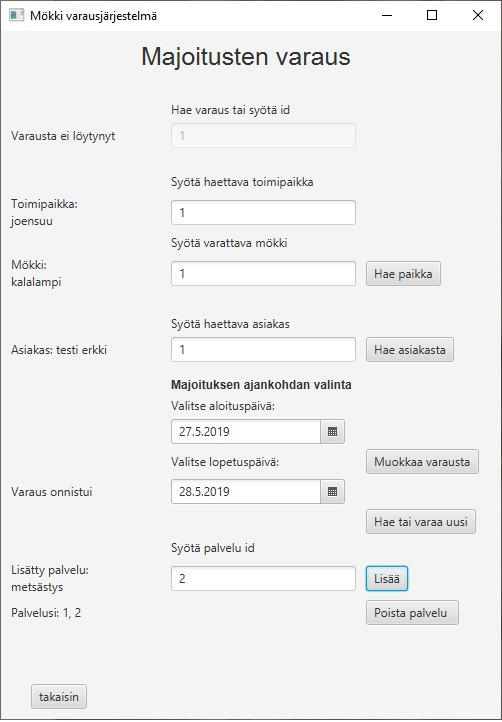 Mökki varausjärjestelmä
Majoitusten varaus
Hae varaus tai syötä id
Varausta ei löytynyt
1
Syötä haettava toimipaikka
Toimipaikka:
joensuu
1
Syötä varattava mökki
Mökki:
kalalampi
1
Hae paikka
Syötä haettava asiakas
Asiakas: testi erkki
1
Hae asiakasta
Majoituksen ajankohdan valinta
Valitse aloituspäivä:
27.5.2019
Valitse lopetuspäivä:
Muokkaa varausta
Varaus onnistui
28.5.2019
Hae tai varaa uusi
Syötä palvelu id
Lisätty palvelu:
metsästys
2
Lisää
Palvelusi: 1, 2
Poista palvelu
takaisin